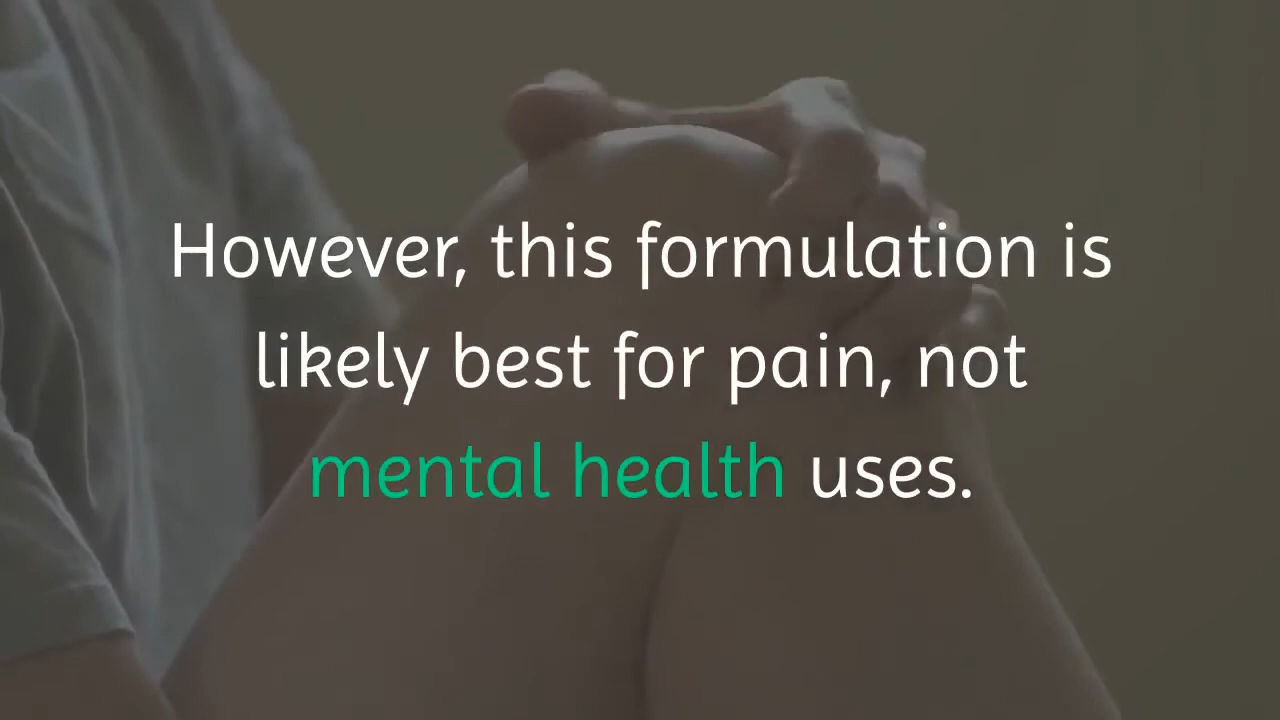 However, this formulation is
likely best for pain, not
mental health uses.